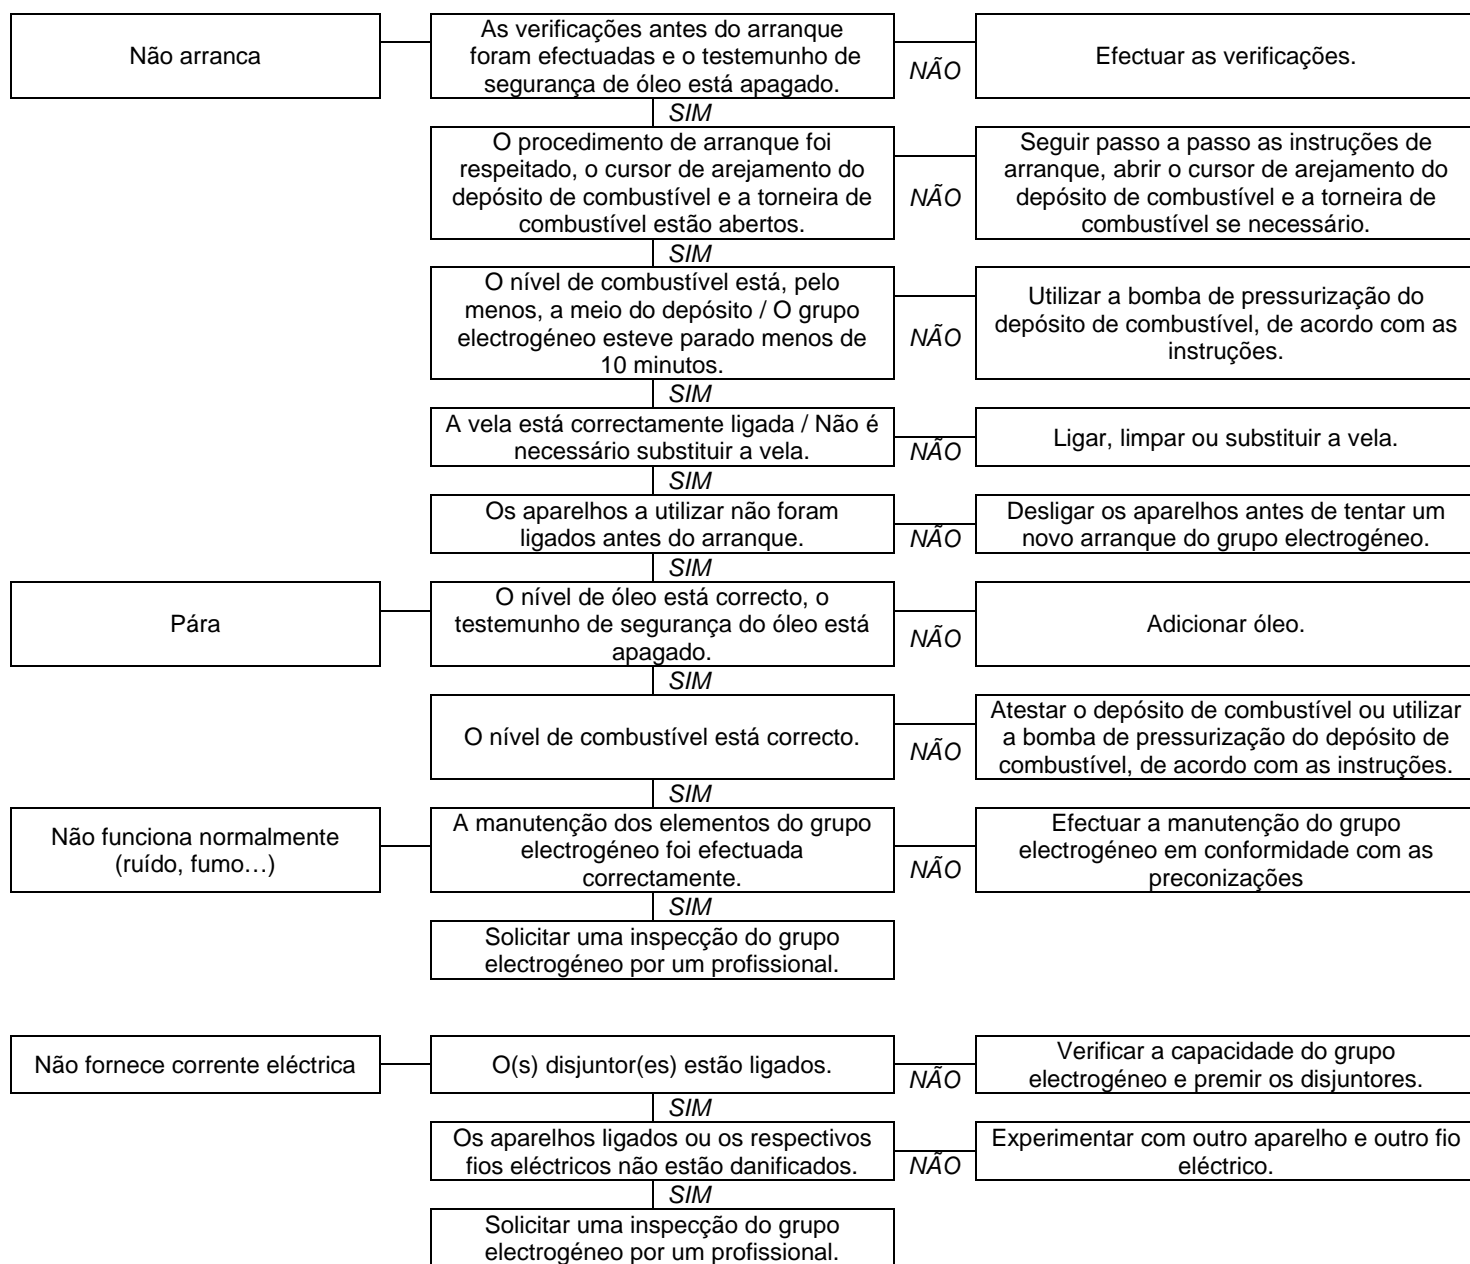 Não arranca
As verificações antes do arranque
foram efectuadas e o testemunho de
segurança de óleo está apagado.
NÃO
Efectuar as verificações.
SIM
O procedimento de arranque foi
respeitado, o cursor de arejamento do
depósito de combustível e a torneira de
combustível estão abertos.
NÃO
Seguir passo a passo as instruções de
arranque, abrir o cursor de arejamento do
depósito de combustível e a torneira de
combustível se necessário.
SIM
O nível de combustível está, pelo
menos, a meio do depósito / O grupo
electrogéneo esteve parado menos de
10 minutos.
NÃO
Utilizar a bomba de pressurização do
depósito de combustível, de acordo com as
instruções.
SIM
A vela está correctamente ligada / Não é
necessário substituir a vela.
NÃO
Ligar, limpar ou substituir a vela.
SIM
Os aparelhos a utilizar não foram
ligados antes do arranque.
NÃO
Desligar os aparelhos antes de tentar um
novo arranque do grupo electrogéneo.
SIM
Pára
O nível de óleo está correcto, o
testemunho de segurança do óleo está
apagado.
NÃO
Adicionar óleo.
SIM
O nível de combustível está correcto.
NÃO
Atestar o depósito de combustível ou utilizar
a bomba de pressurização do depósito de
combustível, de acordo com as instruções.
SIM
Não funciona normalmente
(ruído, fumo…)
A manutenção dos elementos do grupo
electrogéneo foi efectuada
correctamente.
NÃO
Efectuar a manutenção do grupo
electrogéneo em conformidade com as
preconizações
SIM
Solicitar uma inspecção do grupo
electrogéneo por um profissional.
Não fornece corrente eléctrica
O(s) disjuntor(es) estão ligados.
NÃO
Verificar a capacidade do grupo
electrogéneo e premir os disjuntores.
SIM
Os aparelhos ligados ou os respectivos
fios eléctricos não estão danificados.
NÃO
Experimentar com outro aparelho e outro fio
eléctrico.
SIM
Solicitar uma inspecção do grupo
electrogéneo por um profissional.